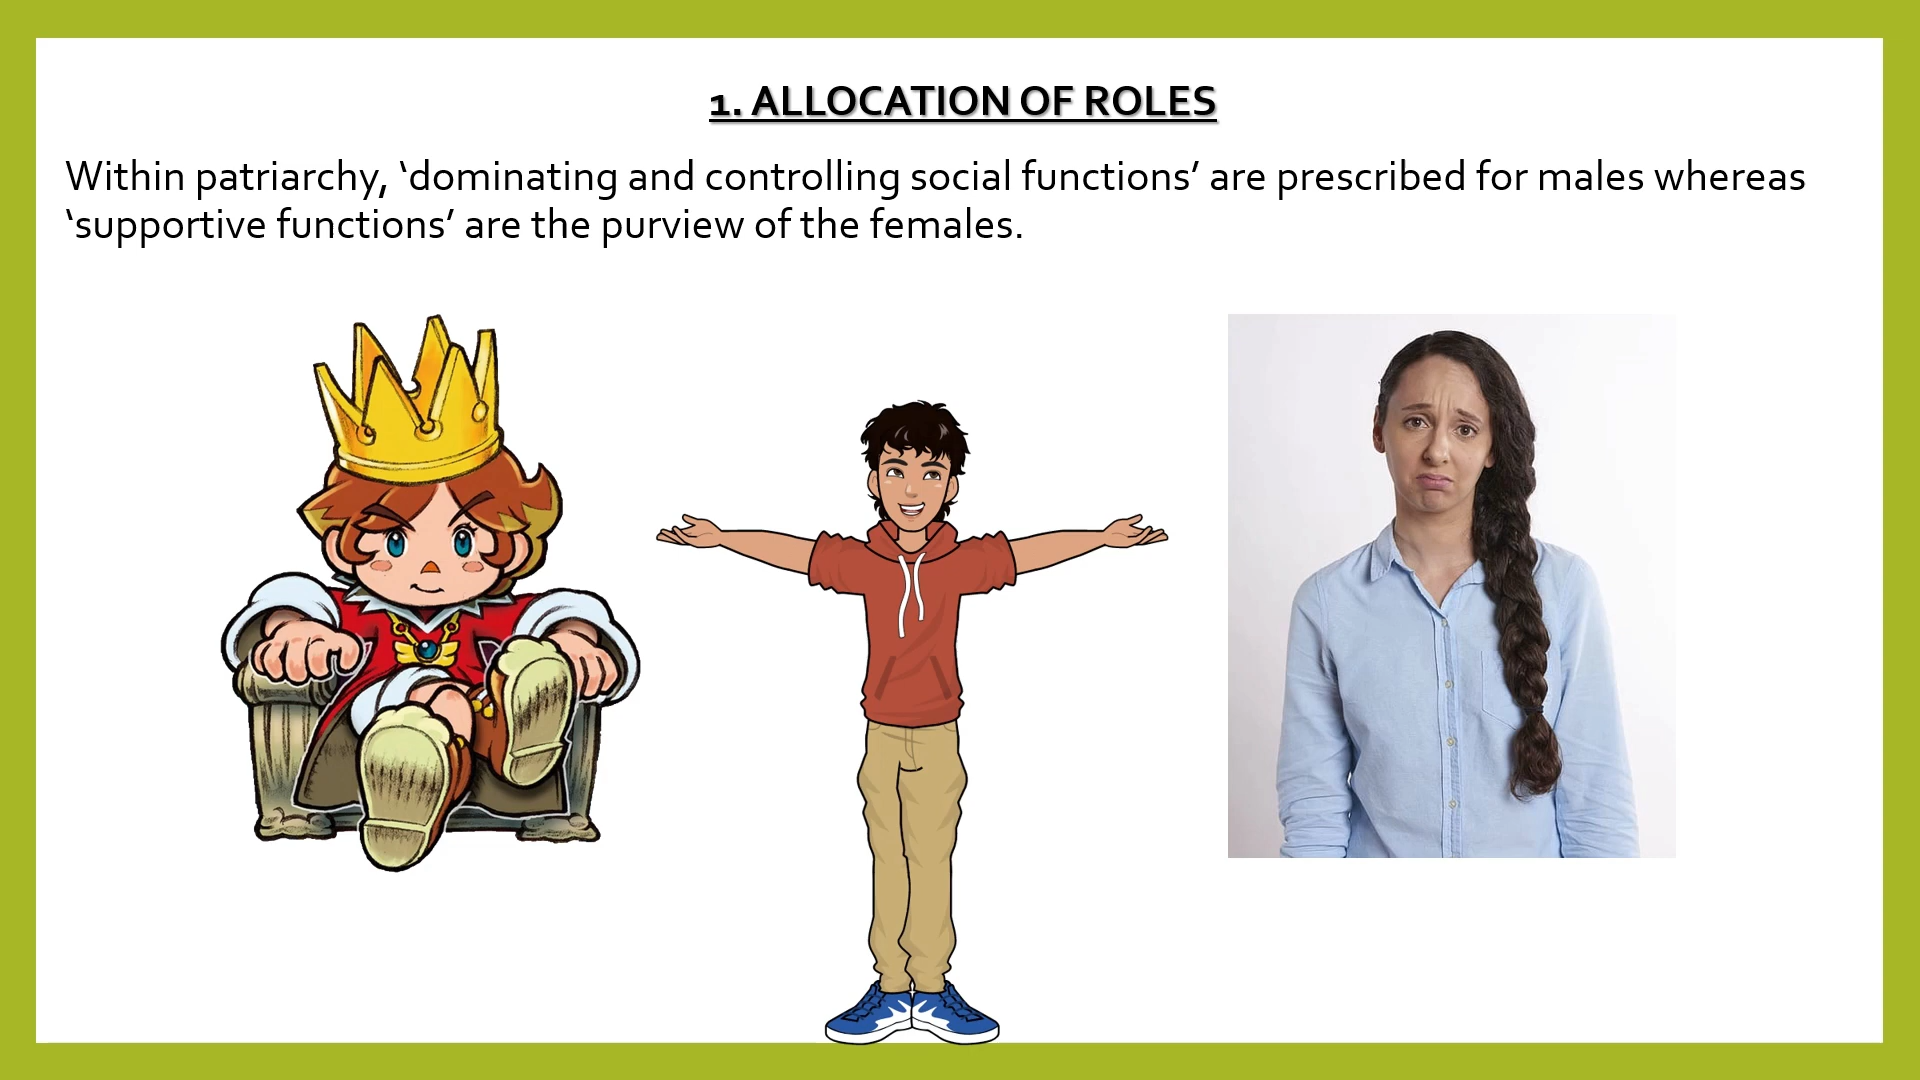 1. ALLOCATION OF ROLES
Within patriarchy, ‘dominating and controlling social functions’ are prescribed for males whereas
‘supportive functions’ are the purview of the females.